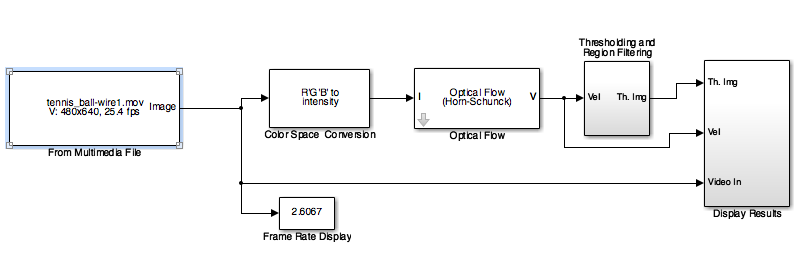 tennis_ball-wire1.mov
V: 480x640, 25.4 fps
Image
From Multimedia File
R'G'B' to
intensity
Color Space Conversion
I
Optical Flow
(Horn-Schunck)
V
Optical Flow
Thresholding and
Region Filtering
Vel
Th. Img
Th. Img
Vel
Video In
Display Results
2.6067
Frame Rate Display